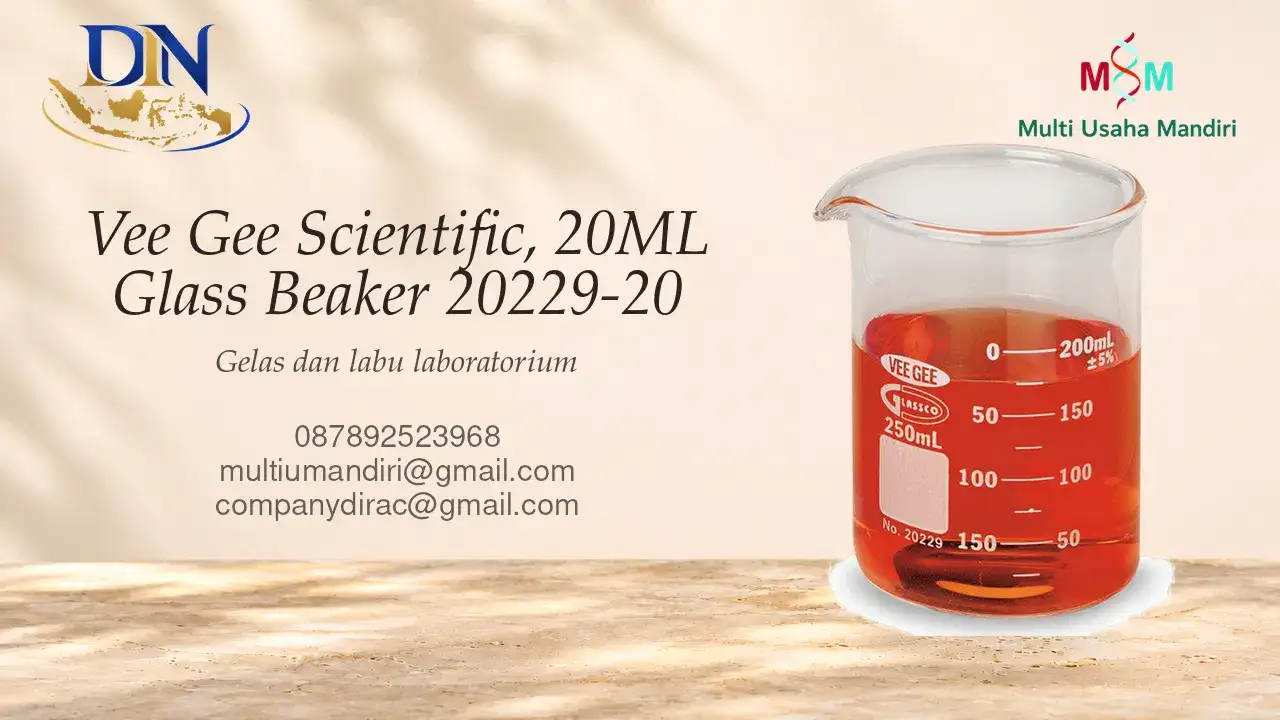 DIN
M M
Multi Usaha Mandiri
Vee Gee Scientific, 20ML
Glass Beaker 20229-20
Gelas dan labu laboratorium
087892523968
multiumandiri@gmail.com
companydirac@gmail.com
0 200mL
±5%
VEE GEE
GLASSCO
250mL
50 150
100 100
No. 20229
150 50